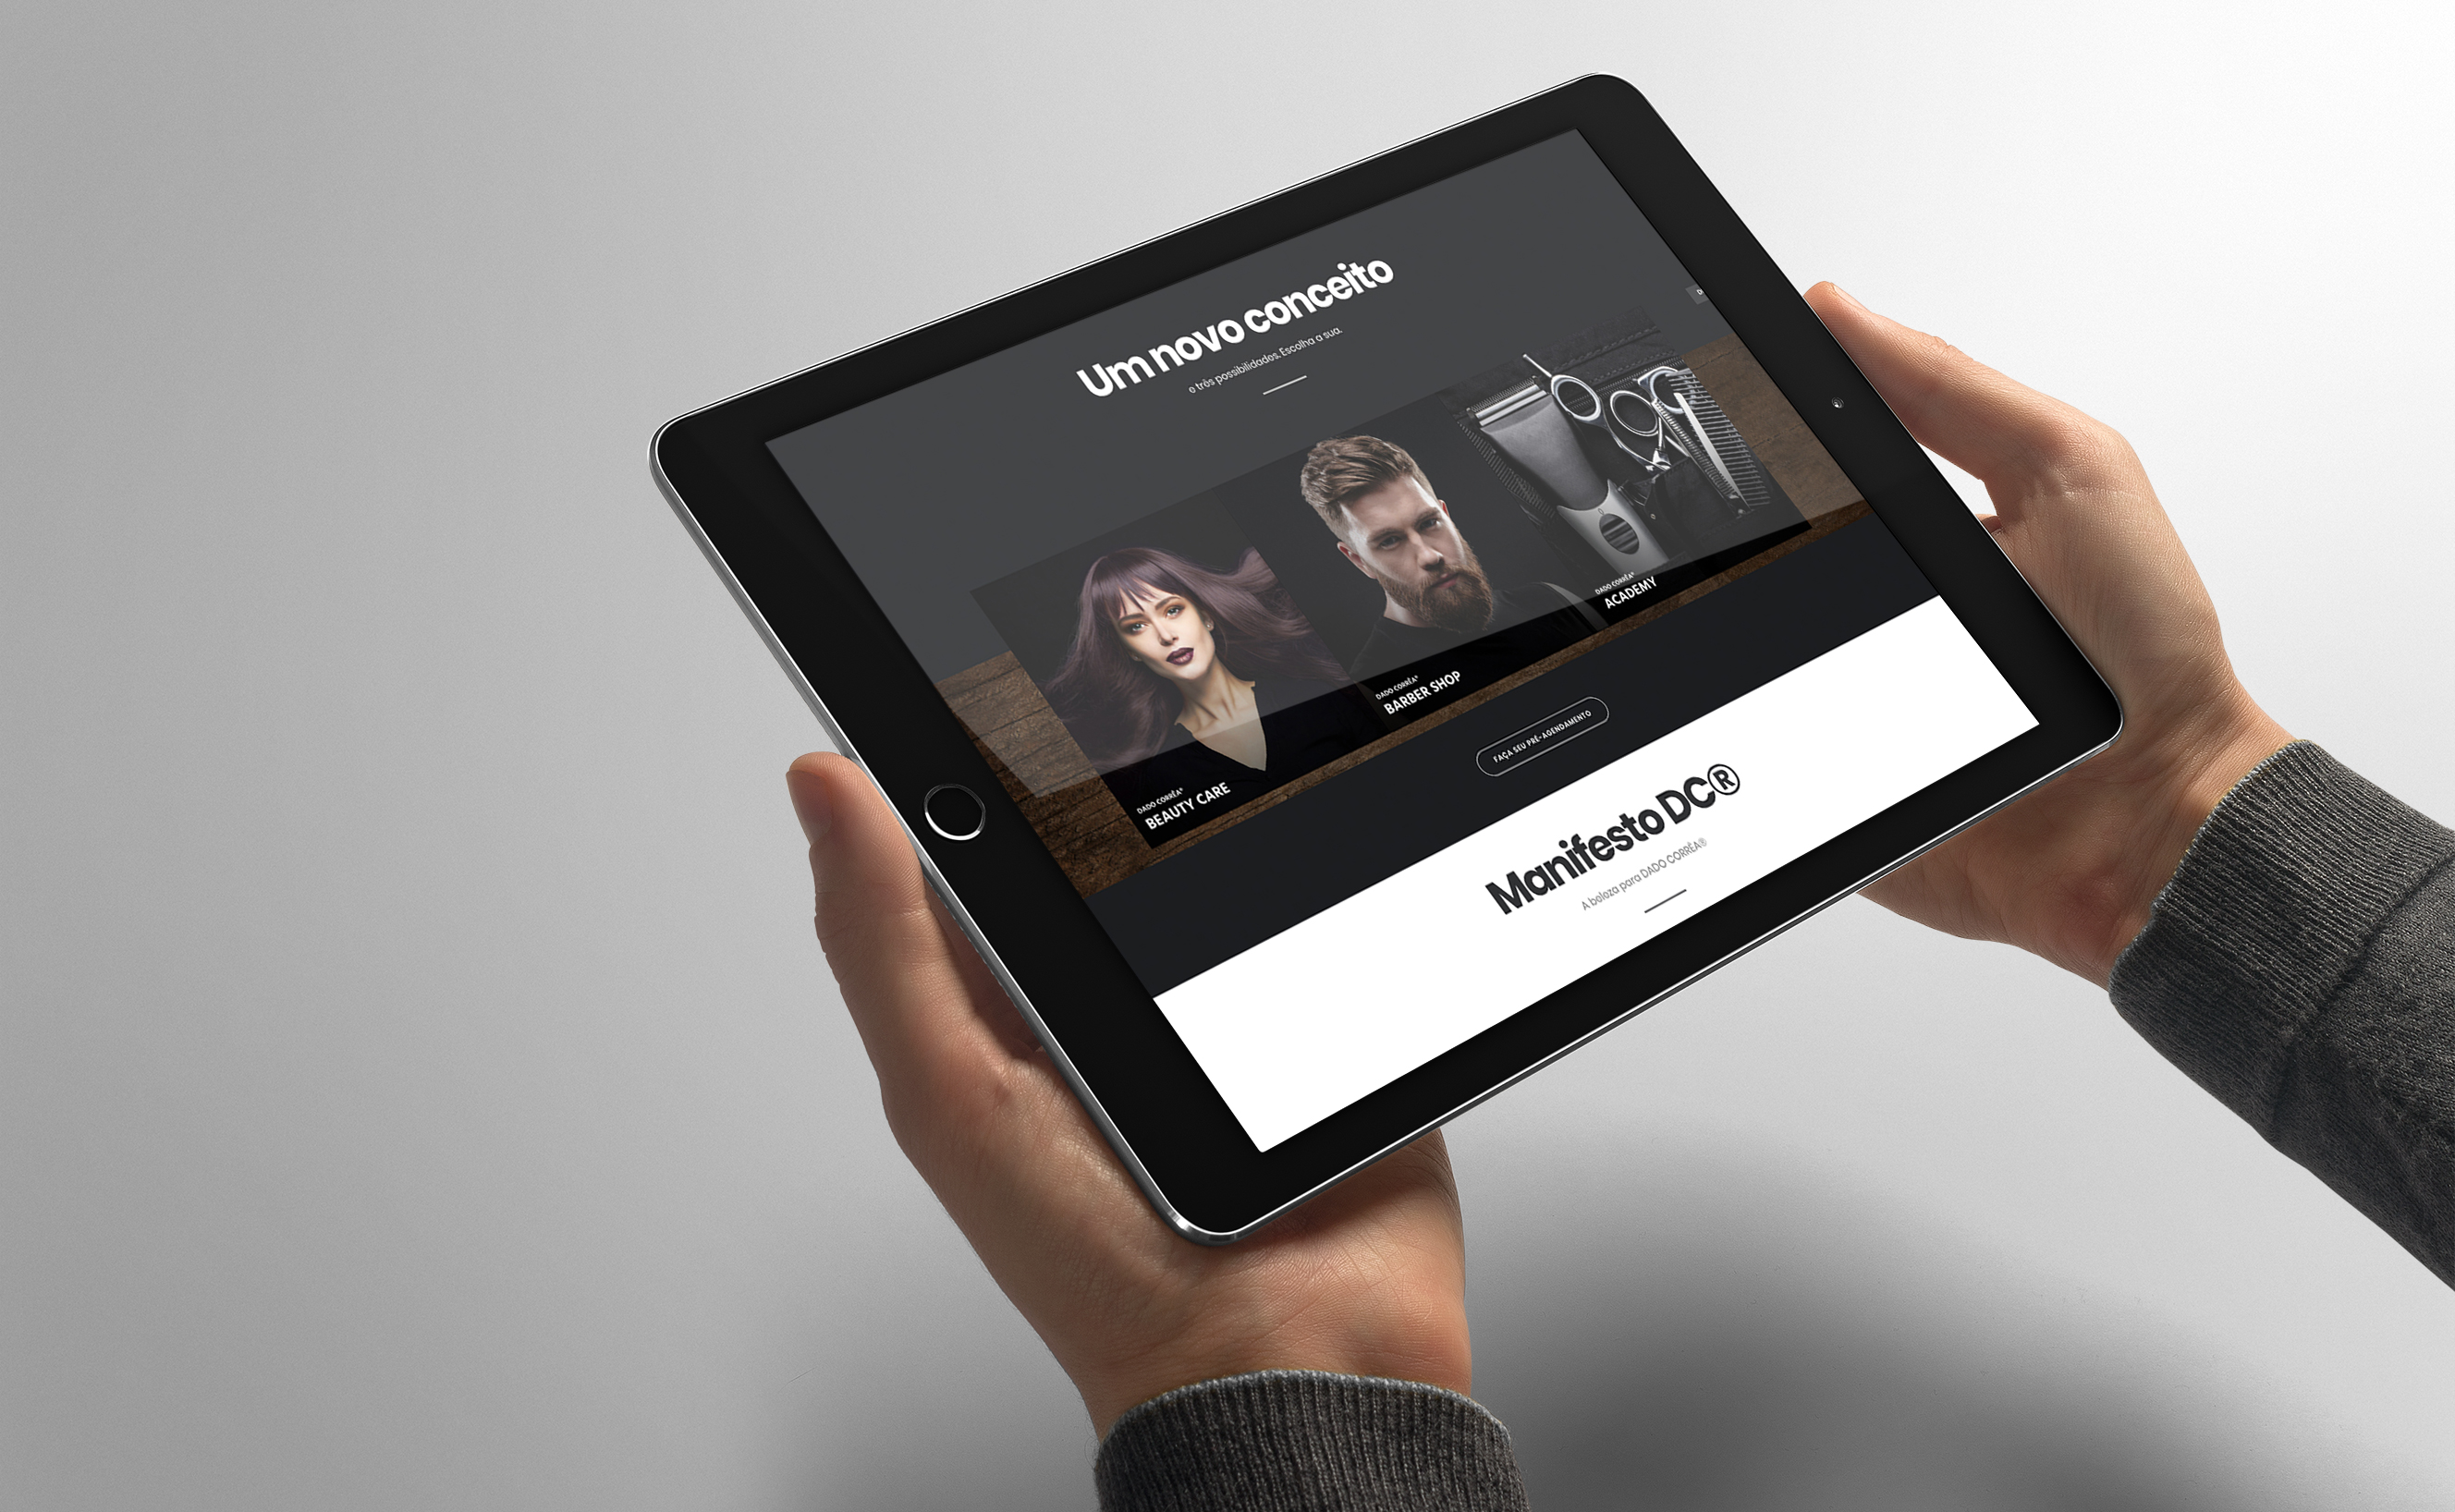 Um novo conceito
e três possibilidades. Escolha a sua.
DADO CORRÊA®
BEAUTY CARE
DADO CORRÊA®
BARBER SHOP
DADO CORRÊA®
ACADEMY
FAÇA SEU PRÉ-AGENDAMENTO
Manifesto DC®
A beleza para DADO CORRÊA®